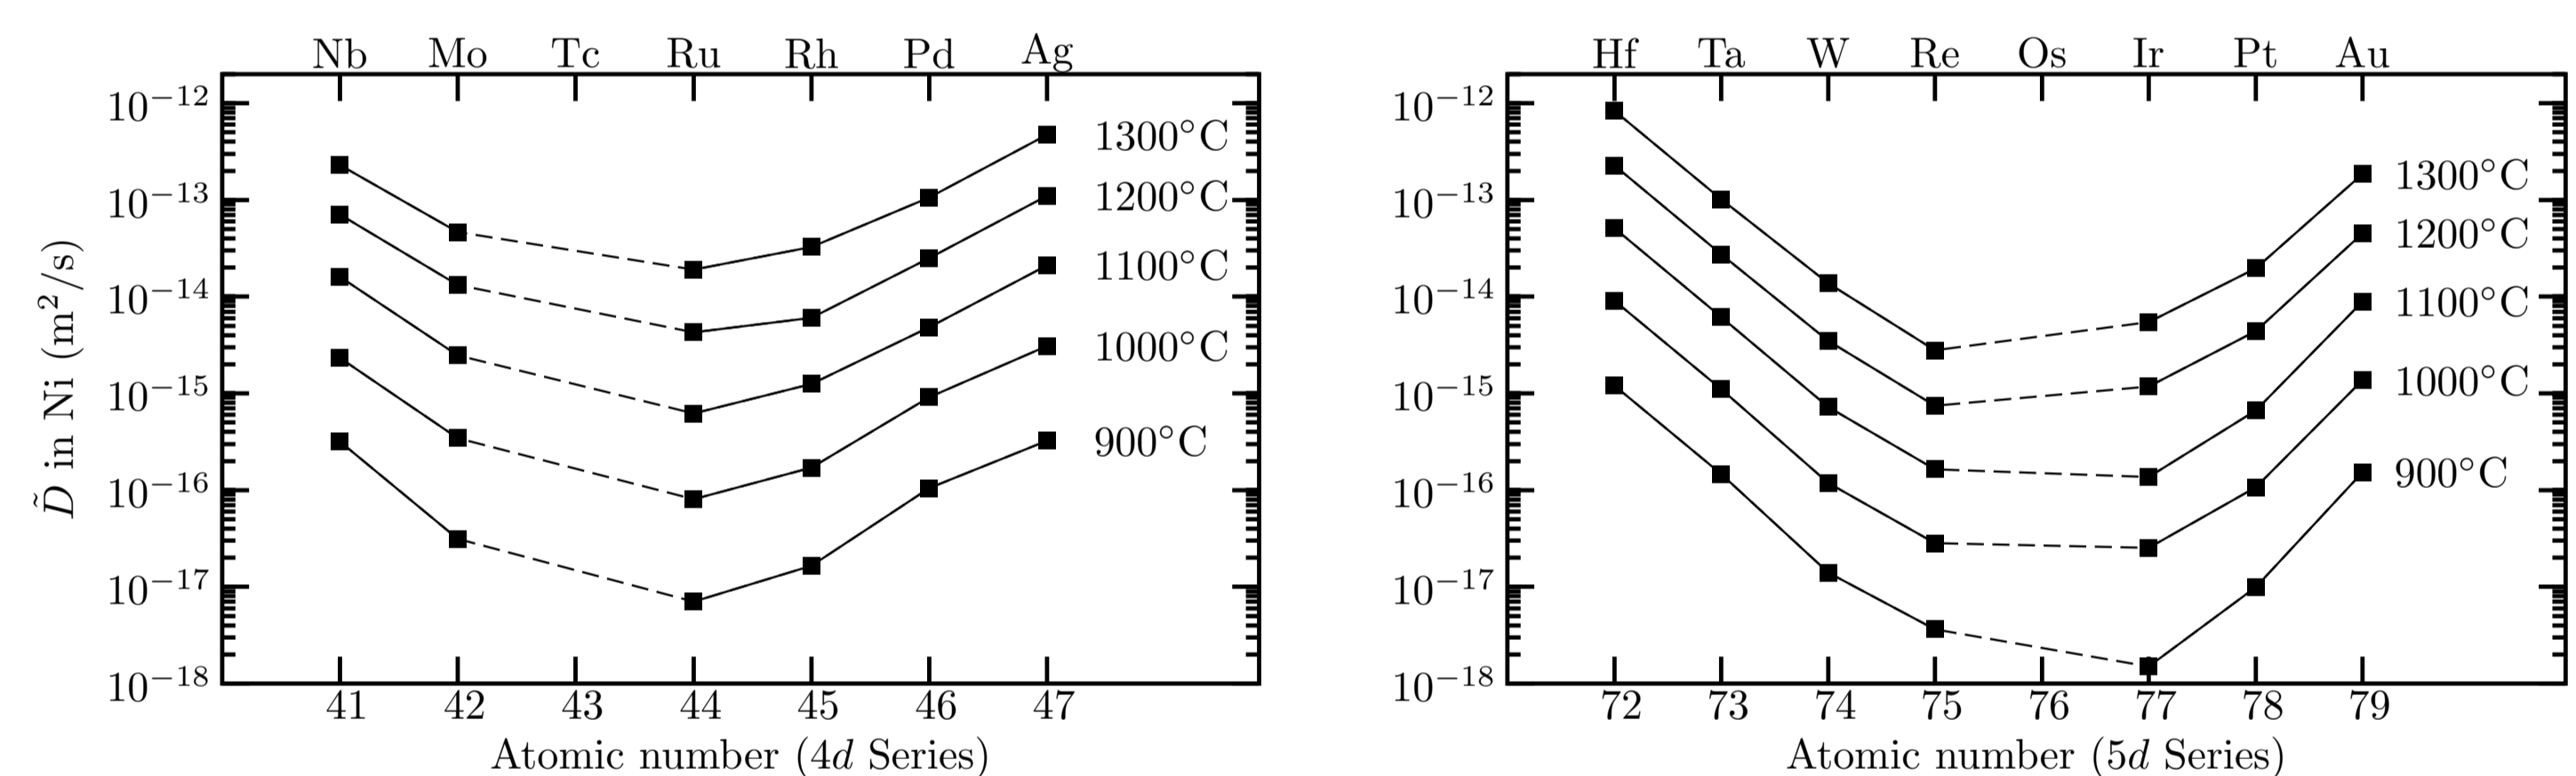 Nb Mo Tc Ru Rh Pd Ag
10⁻¹²
10⁻¹³
10⁻¹⁴
10⁻¹⁵
10⁻¹⁶
10⁻¹⁷
10⁻¹⁸
D̃ in Ni (m²/s)
1300°C
1200°C
1100°C
1000°C
900°C
41 42 43 44 45 46 47
Atomic number (4d Series)
Hf Ta W Re Os Ir Pt Au
10⁻¹²
10⁻¹³
10⁻¹⁴
10⁻¹⁵
10⁻¹⁶
10⁻¹⁷
10⁻¹⁸
1300°C
1200°C
1100°C
1000°C
900°C
72 73 74 75 76 77 78 79
Atomic number (5d Series)